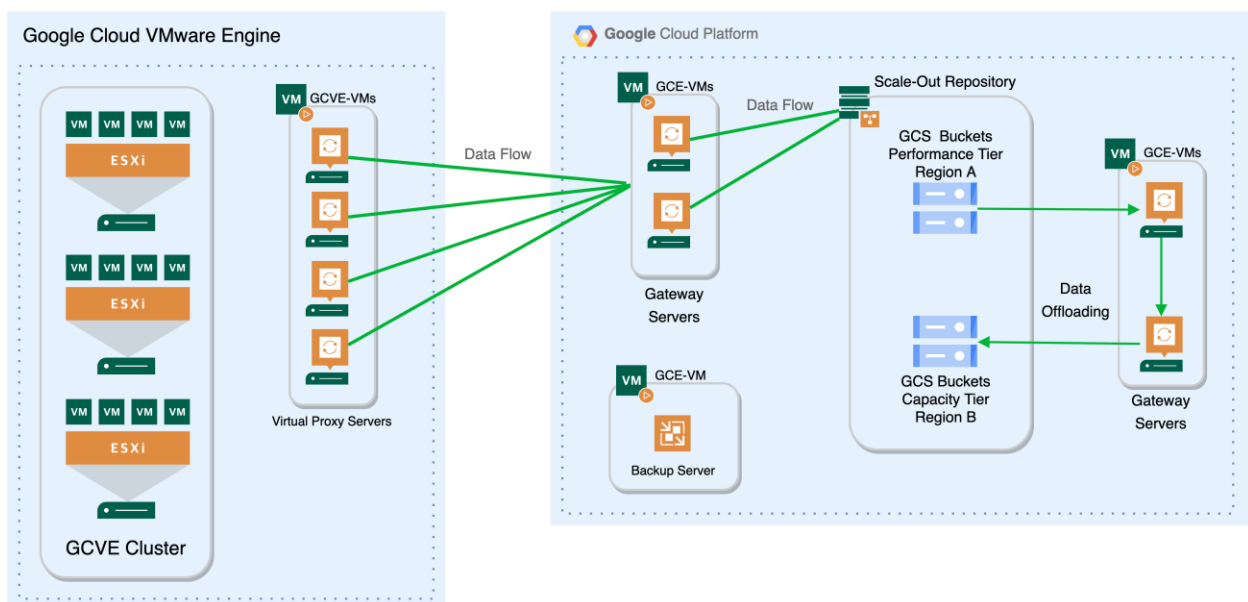 Google Cloud VMware Engine
VM VM VM VM
ESXi
VM VM VM VM
ESXi
VM VM VM VM
ESXi
GCVE Cluster
VM
GCVE-VMs
Virtual Proxy Servers
Data Flow
Google Cloud Platform
VM
GCE-VMs
Gateway
Servers
Data Flow
VM
GCE-VM
Backup Server
Scale-Out Repository
GCS Buckets
Performance Tier
Region A
GCS Buckets
Capacity Tier
Region B
Data
Offloading
VM
GCE-VMs
Gateway
Servers